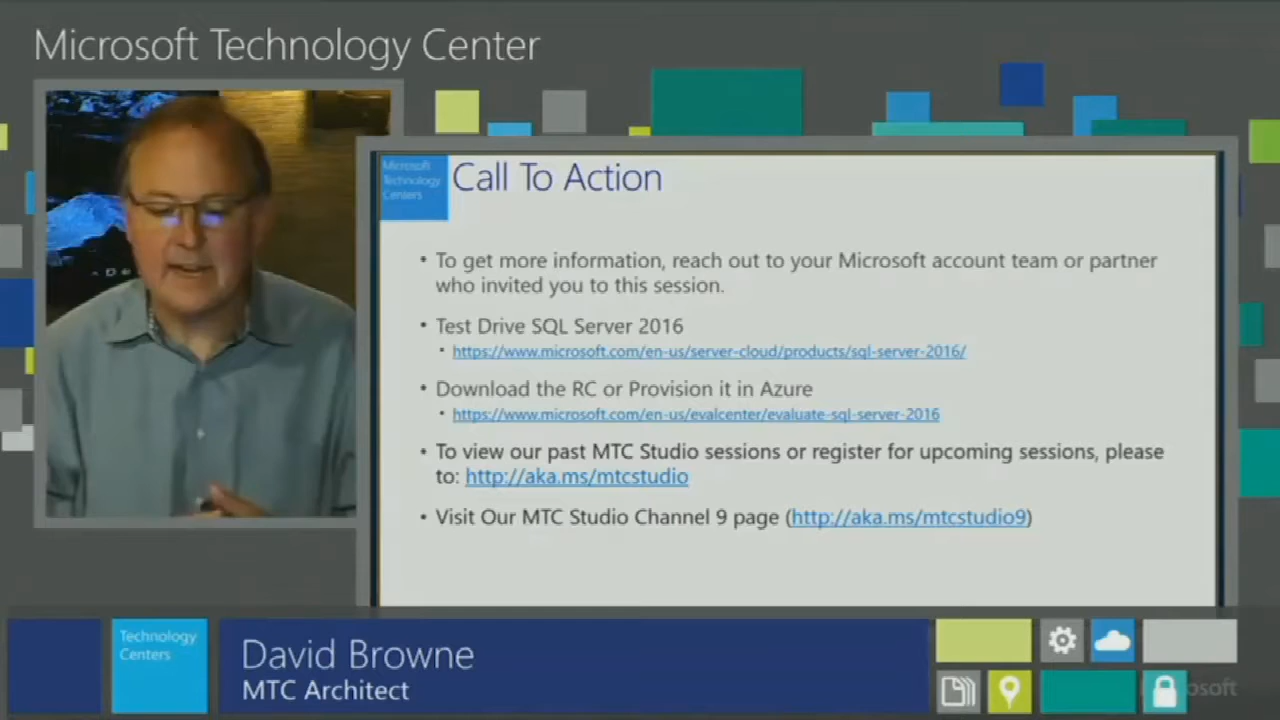 Microsoft Technology Center
Microsoft
Technology
Centers
Call To Action
• To get more information, reach out to your Microsoft account team or partner
who invited you to this session.
• Test Drive SQL Server 2016
• https://www.microsoft.com/en-us/server-cloud/products/sql-server-2016/
• Download the RC or Provision it in Azure
• https://www.microsoft.com/en-us/evalcenter/evaluate-sql-server-2016
• To view our past MTC Studio sessions or register for upcoming sessions, please
to: http://aka.ms/mtcstudio
• Visit Our MTC Studio Channel 9 page (http://aka.ms/mtcstudio9)
Technology
Centers
David Browne
MTC Architect